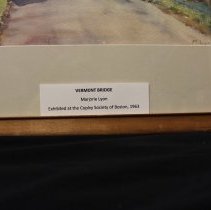 VERMONT BRIDGE
Marjorie Lyon
Exhibited at the Copley Society of Boston, 1963